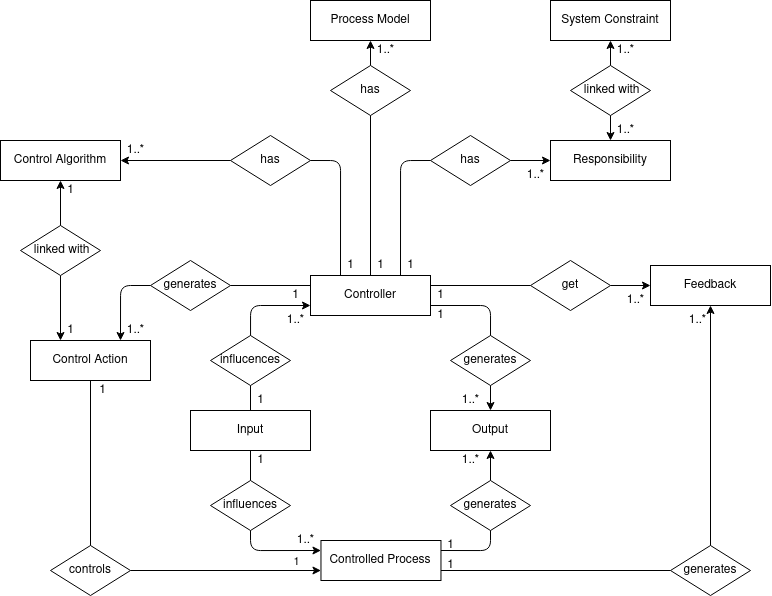 Process Model
System Constraint
1..*
1..*
has
linked with
1..*
1..*
Control Algorithm
has
has
Responsibility
1..*
1
linked with
1
1
1
generates
1
1
get
Feedback
1..*
Controller
1..*
1..*
1
1
1..*
Control Action
influcences
generates
1
1
1..*
Input
Output
1
1..*
influences
generates
1..*
1
controls
1
Controlled Process
1
generates